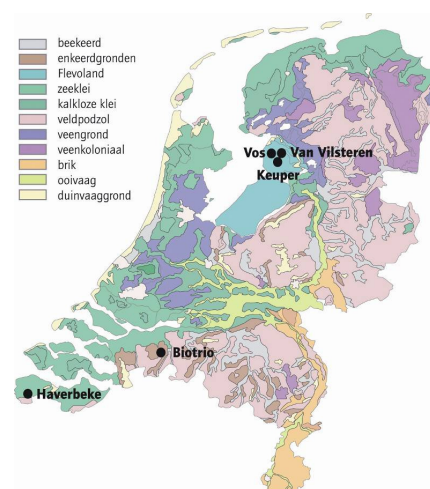 beekeerd
enkeerdgronden
Flevoland
zeeklei
kalkloze klei
veldpodzol
veengrond
veenkoloniaal
brik
ooivaag
duinvaaggrond
Vos
Van Vilsteren
Keuper
Biotrio
Haverbeke